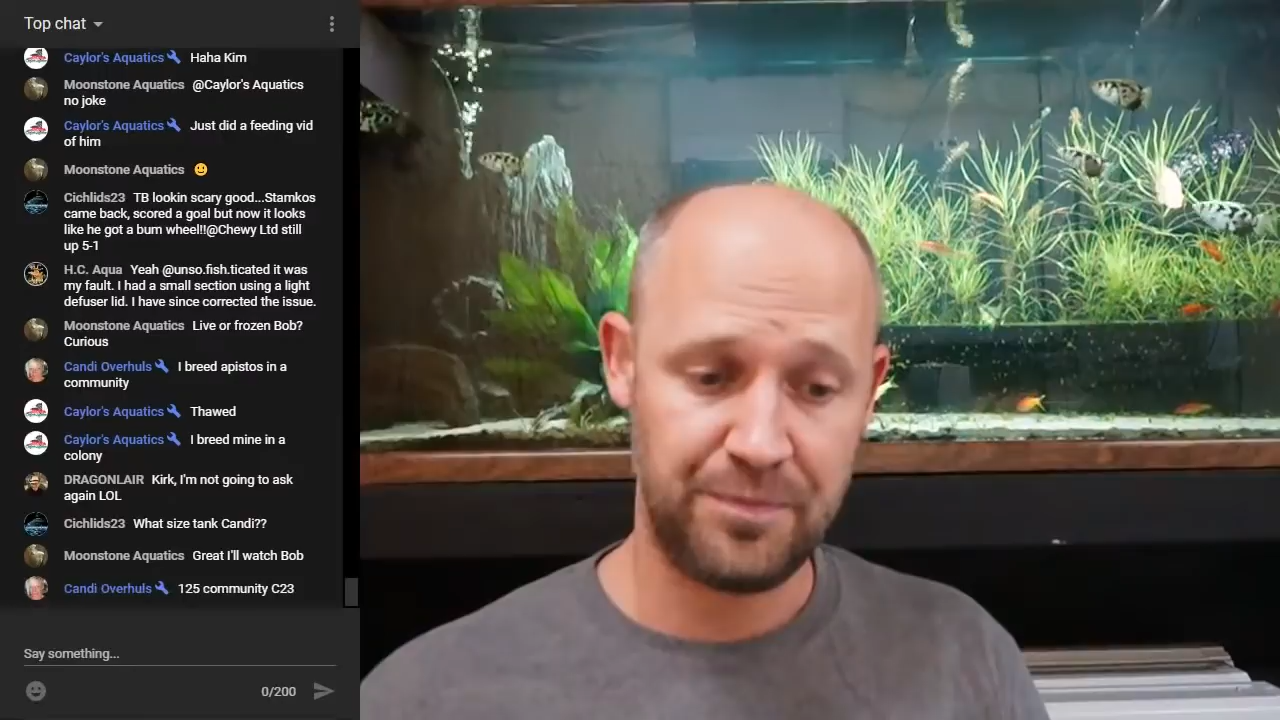 Top chat
Caylor's Aquatics Haha Kim
Moonstone Aquatics @Caylor's Aquatics
no joke
Caylor's Aquatics Just did a feeding vid
of him
Moonstone Aquatics
Cichlids23 TB lookin scary good...Stamkos
came back, scored a goal but now it looks
like he got a bum wheel!!@Chewy Ltd still
up 5-1
H.C. Aqua Yeah @unso.fish.ticated it was
my fault. I had a small section using a light
defuser lid. I have since corrected the issue.
Moonstone Aquatics Live or frozen Bob?
Curious
Candi Overhuls I breed apistos in a
community
Caylor's Aquatics Thawed
Caylor's Aquatics I breed mine in a
colony
DRAGONLAIR Kirk, I'm not going to ask
again LOL
Cichlids23 What size tank Candi??
Moonstone Aquatics Great I'll watch Bob
Candi Overhuls 125 community C23
Say something...
0/200